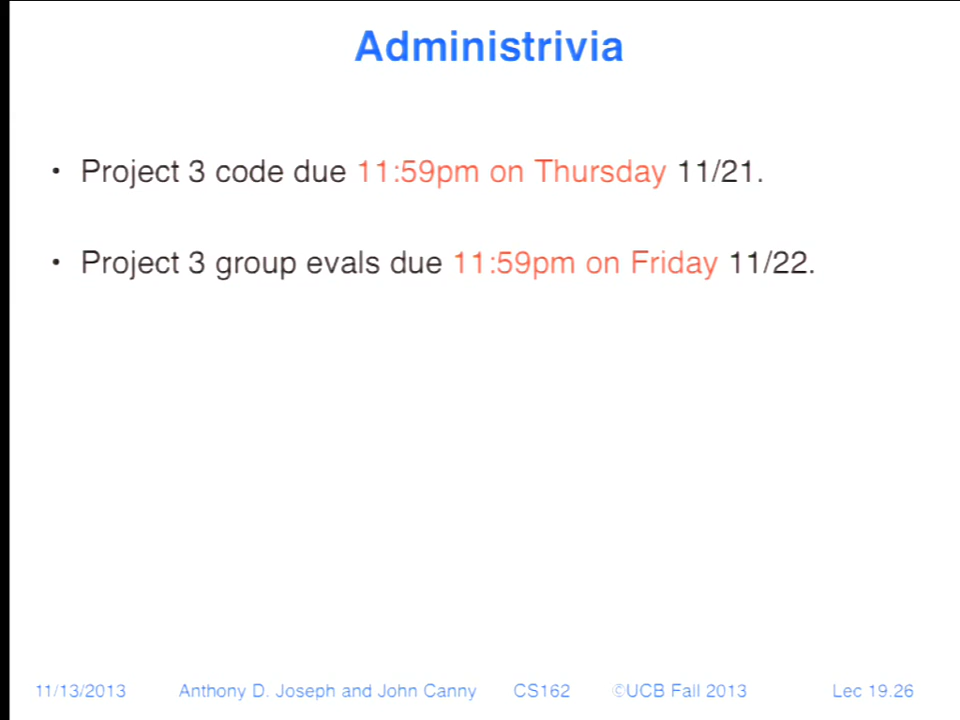 Administrivia
• Project 3 code due 11:59pm on Thursday 11/21.
• Project 3 group evals due 11:59pm on Friday 11/22.
11/13/2013 Anthony D. Joseph and John Canny CS162 ©UCB Fall 2013 Lec 19.26